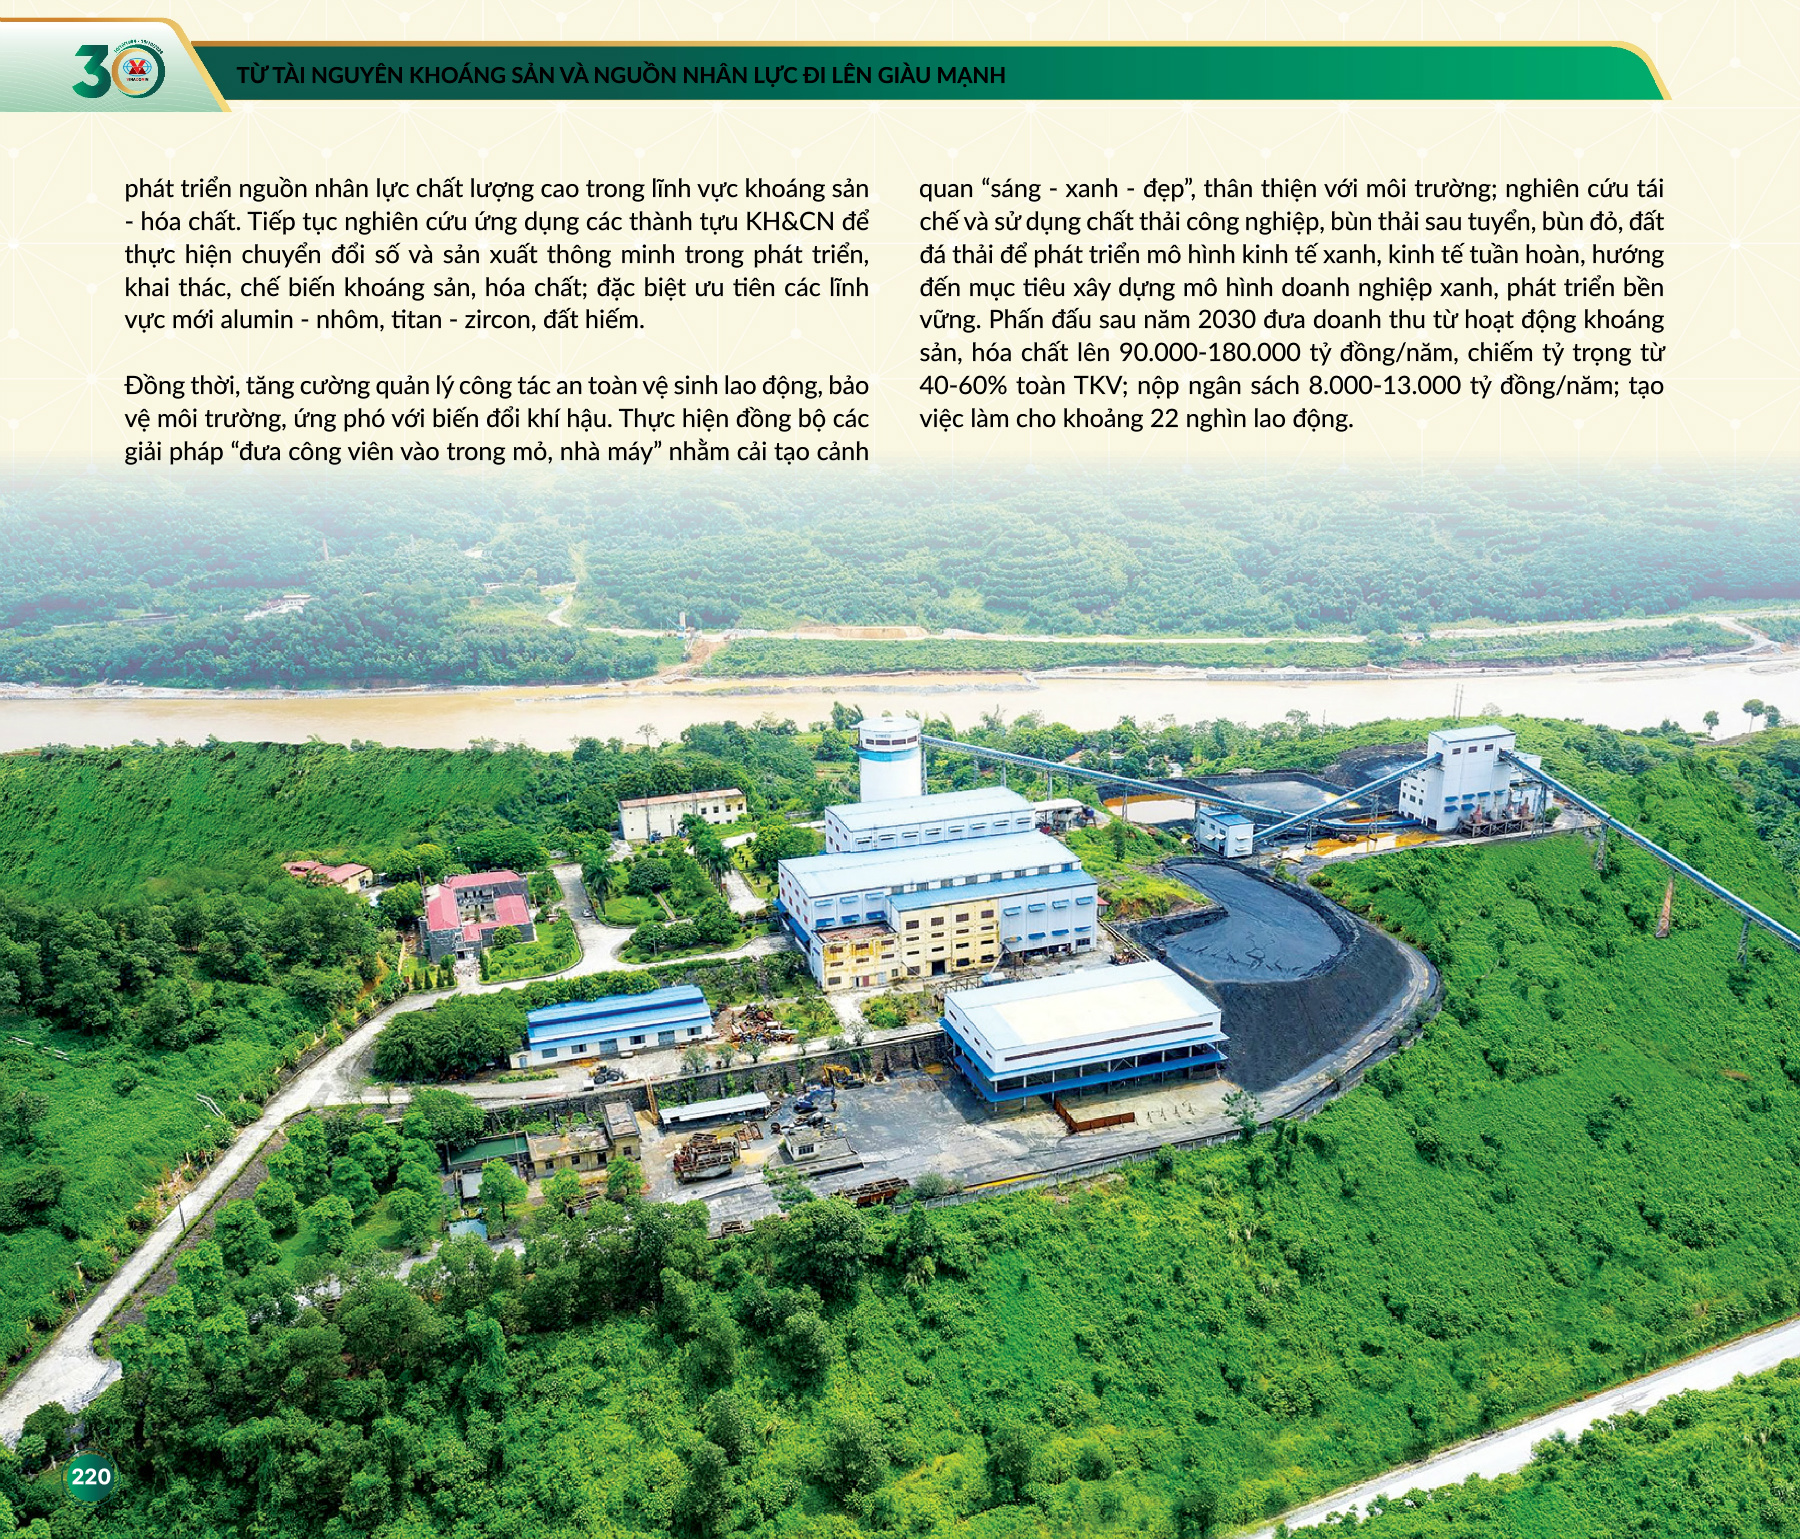 30
VINACOMIN
TỪ TÀI NGUYÊN KHOÁNG SẢN VÀ NGUỒN NHÂN LỰC ĐI LÊN GIÀU MẠNH
phát triển nguồn nhân lực chất lượng cao trong lĩnh vực khoáng sản
- hóa chất. Tiếp tục nghiên cứu ứng dụng các thành tựu KH&CN để
thực hiện chuyển đổi số và sản xuất thông minh trong phát triển,
khai thác, chế biến khoáng sản, hóa chất; đặc biệt ưu tiên các lĩnh
vực mới alumin - nhôm, titan - zircon, đất hiếm.
Đồng thời, tăng cường quản lý công tác an toàn vệ sinh lao động, bảo
vệ môi trường, ứng phó với biến đổi khí hậu. Thực hiện đồng bộ các
giải pháp “đưa công viên vào trong mỏ, nhà máy” nhằm cải tạo cảnh
quan “sáng - xanh - đẹp”, thân thiện với môi trường; nghiên cứu tái
chế và sử dụng chất thải công nghiệp, bùn thải sau tuyển, bùn đỏ, đất
đá thải để phát triển mô hình kinh tế xanh, kinh tế tuần hoàn, hướng
đến mục tiêu xây dựng mô hình doanh nghiệp xanh, phát triển bền
vững. Phấn đấu sau năm 2030 đưa doanh thu từ hoạt động khoáng
sản, hóa chất lên 90.000-180.000 tỷ đồng/năm, chiếm tỷ trọng từ
40-60% toàn TKV; nộp ngân sách 8.000-13.000 tỷ đồng/năm; tạo
việc làm cho khoảng 22 nghìn lao động.
220